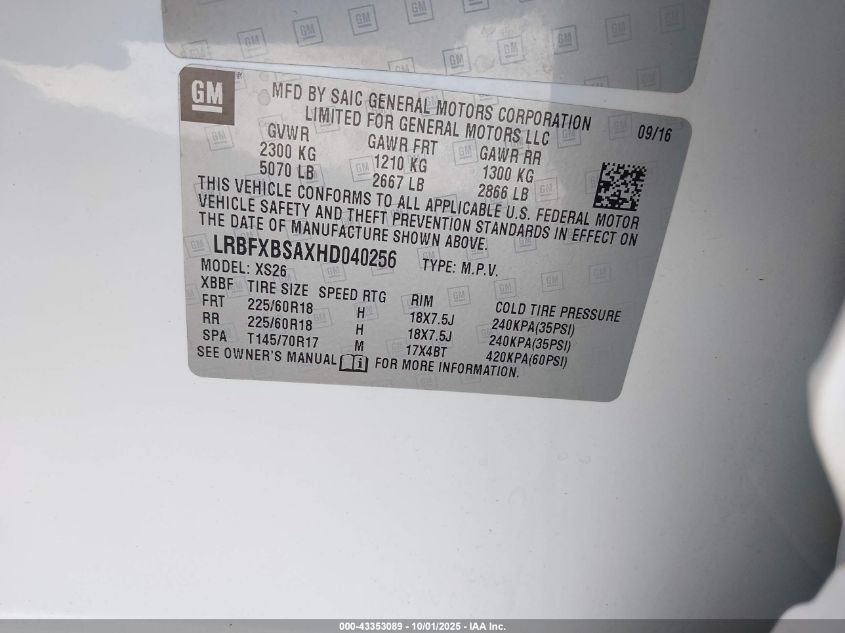 GM
MFD BY SAIC GENERAL MOTORS CORPORATION
LIMITED FOR GENERAL MOTORS LLC
09/16
GVWR GAWR FRT GAWR RR
2300 KG 1210 KG 1300 KG
5070 LB 2667 LB 2866 LB
THIS VEHICLE CONFORMS TO ALL APPLICABLE U.S. FEDERAL MOTOR
VEHICLE SAFETY AND THEFT PREVENTION STANDARDS IN EFFECT ON
THE DATE OF MANUFACTURE SHOWN ABOVE.
LRBFXBSAXHD040256 TYPE: M.P.V.
MODEL: XS26
XBBF TIRE SIZE SPEED RTG RIM COLD TIRE PRESSURE
FRT 225/60R18 H 18X7.5J 240KPA(35PSI)
RR 225/60R18 H 18X7.5J 240KPA(35PSI)
SPA T145/70R17 M 17X4BT 420KPA(60PSI)
SEE OWNER'S MANUAL FOR MORE INFORMATION.
000-43353089 - 10/01/2025 - IAA Inc.